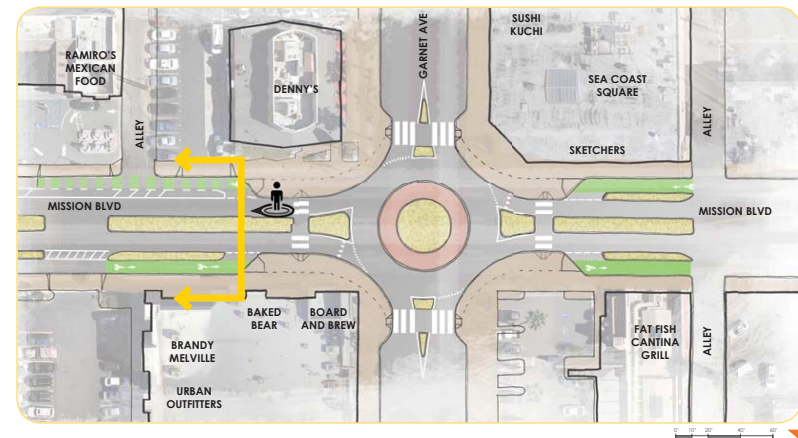 RAMIRO'S
MEXICAN
FOOD
ALLEY
DENNY'S
GARNET AVE
SUSHI
KUCHI
SEA COAST
SQUARE
SKETCHERS
ALLEY
MISSION BLVD
MISSION BLVD
BAKED
BEAR
BOARD
AND BREW
BRANDY
MELVILLE
URBAN
OUTFITTERS
FAT FISH
CANTINA
GRILL
ALLEY
0' 10' 20' 40' 60'